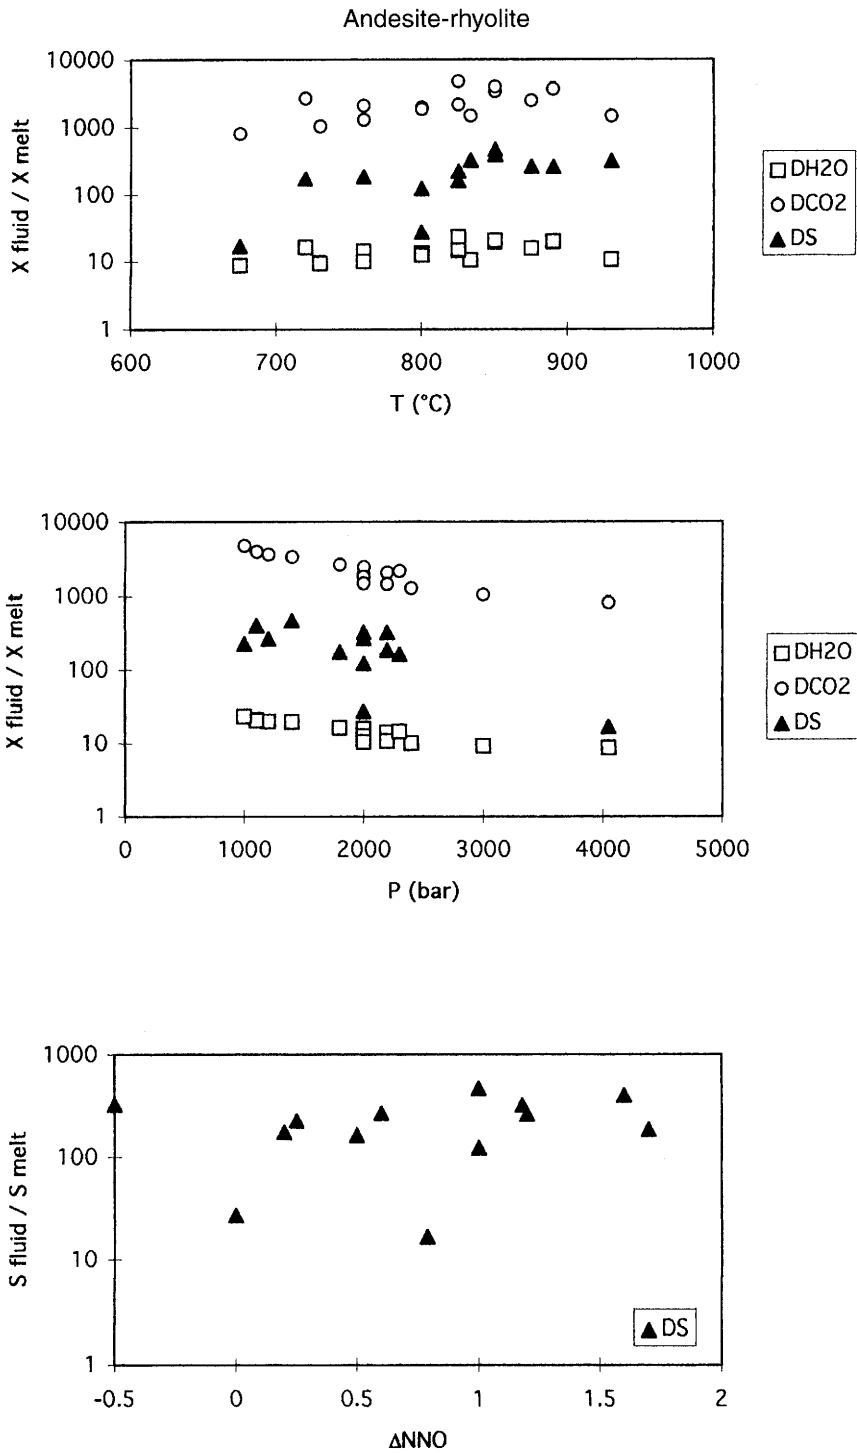 Andesite-rhyolite
10000
1000
100
10
1
X fluid / X melt
600 700 800 900 1000
T (°C)
DH2O
DCO2
DS
10000
1000
100
10
1
X fluid / X melt
0 1000 2000 3000 4000 5000
P (bar)
DH2O
DCO2
DS
1000
100
10
1
S fluid / S melt
-0.5 0 0.5 1 1.5 2
ΔNNO
DS